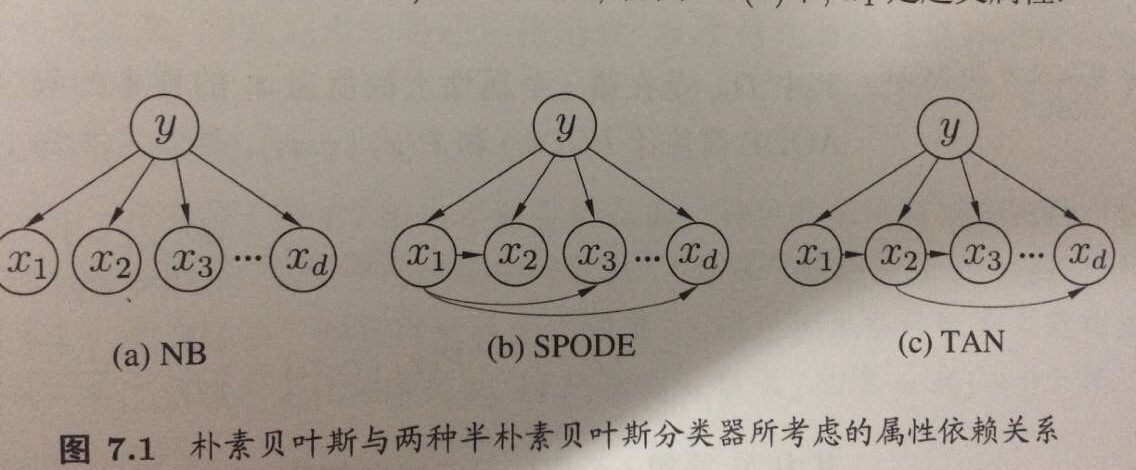 y y y
x1 x2 x3 ... xd x1 x2 x3 ... xd x1 x2 x3 ... xd
(a) NB (b) SPODE (c) TAN
图 7.1 朴素贝叶斯与两种半朴素贝叶斯分类器所考虑的属性依赖关系